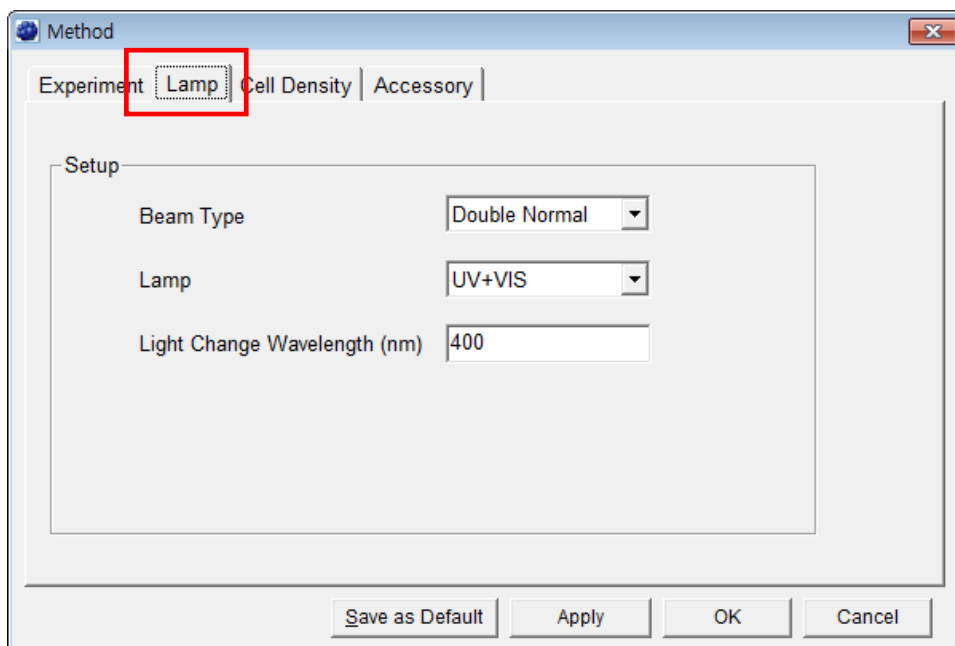 Method
Experiment Lamp Cell Density Accessory
Setup
Beam Type Double Normal
Lamp UV+VIS
Light Change Wavelength (nm) 400
Save as Default Apply OK Cancel